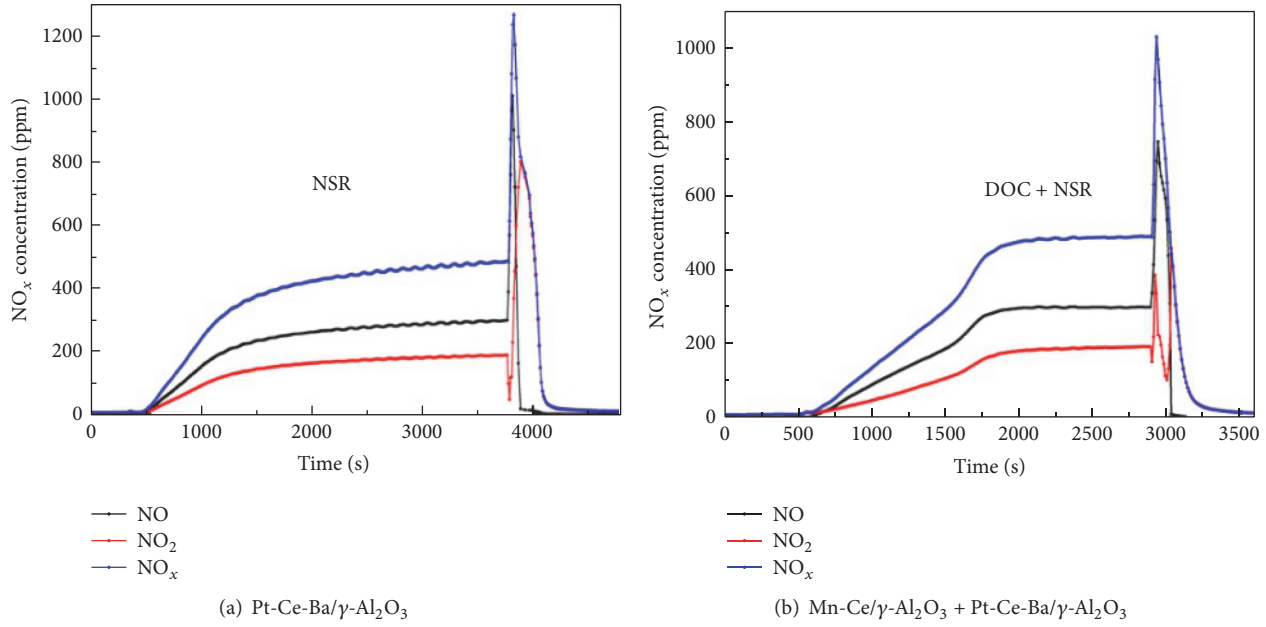 NOx concentration (ppm)
1200
1000
800
600
400
200
0
NSR
0 1000 2000 3000 4000
Time (s)
NO
NO2
NOx
(a) Pt-Ce-Ba/γ-Al2O3
NOx concentration (ppm)
1000
800
600
400
200
0
DOC + NSR
0 500 1000 1500 2000 2500 3000 3500
Time (s)
NO
NO2
NOx
(b) Mn-Ce/γ-Al2O3 + Pt-Ce-Ba/γ-Al2O3